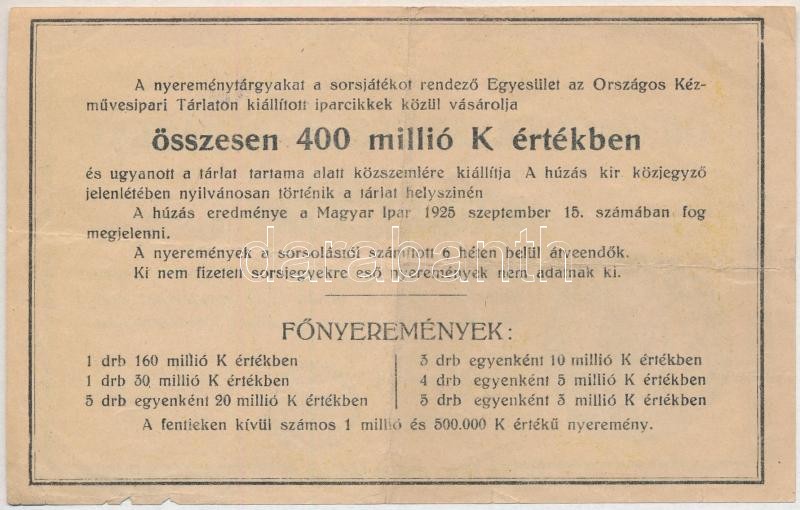 A nyereménytárgyakat a sorsjátékot rendező Egyesület az Országos Kéz-
művesipari Tárlaton kiállított iparcikkek közül vásárolja
összesen 400 millió K értékben
és ugyanott a tárlat tartama alatt közszemlére kiállítja A húzás kir közjegyző
jelenlétében nyilvánosan történik a tárlat helyszinén
A húzás eredménye a Magyar Ipar 1925 szeptember 15. számában fog
megjelenni.
A nyeremények a sorsolástól számított 6 héten belül átveendők.
Ki nem fizetett sorsjegyekre eső nyeremények nem adatnak ki.
darabanth
FŐNYEREMÉNYEK:
1 drb 160 millió K értékben
1 drb 30 millió K értékben
5 drb egyenként 20 millió K értékben
3 drb egyenként 10 millió K értékben
4 drb egyenként 5 millió K értékben
5 drb egyenként 3 millió K értékben
A fentieken kívül számos 1 millió és 500.000 K értékű nyeremény.